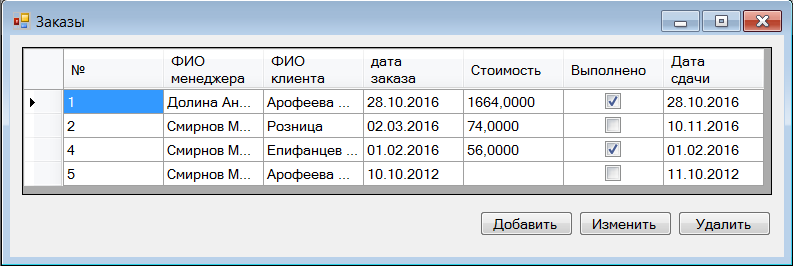 Заказы
№ ФИО менеджера ФИО клиента дата заказа Стоимость Выполнено Дата сдачи
1 Долина Ан... Арофеева ... 28.10.2016 1664,0000 28.10.2016
2 Смирнов М... Розница 02.03.2016 74,0000 10.11.2016
4 Смирнов М... Епифанцев ... 01.02.2016 56,0000 01.02.2016
5 Смирнов М... Арофеева ... 10.10.2012 11.10.2012
Добавить Изменить Удалить